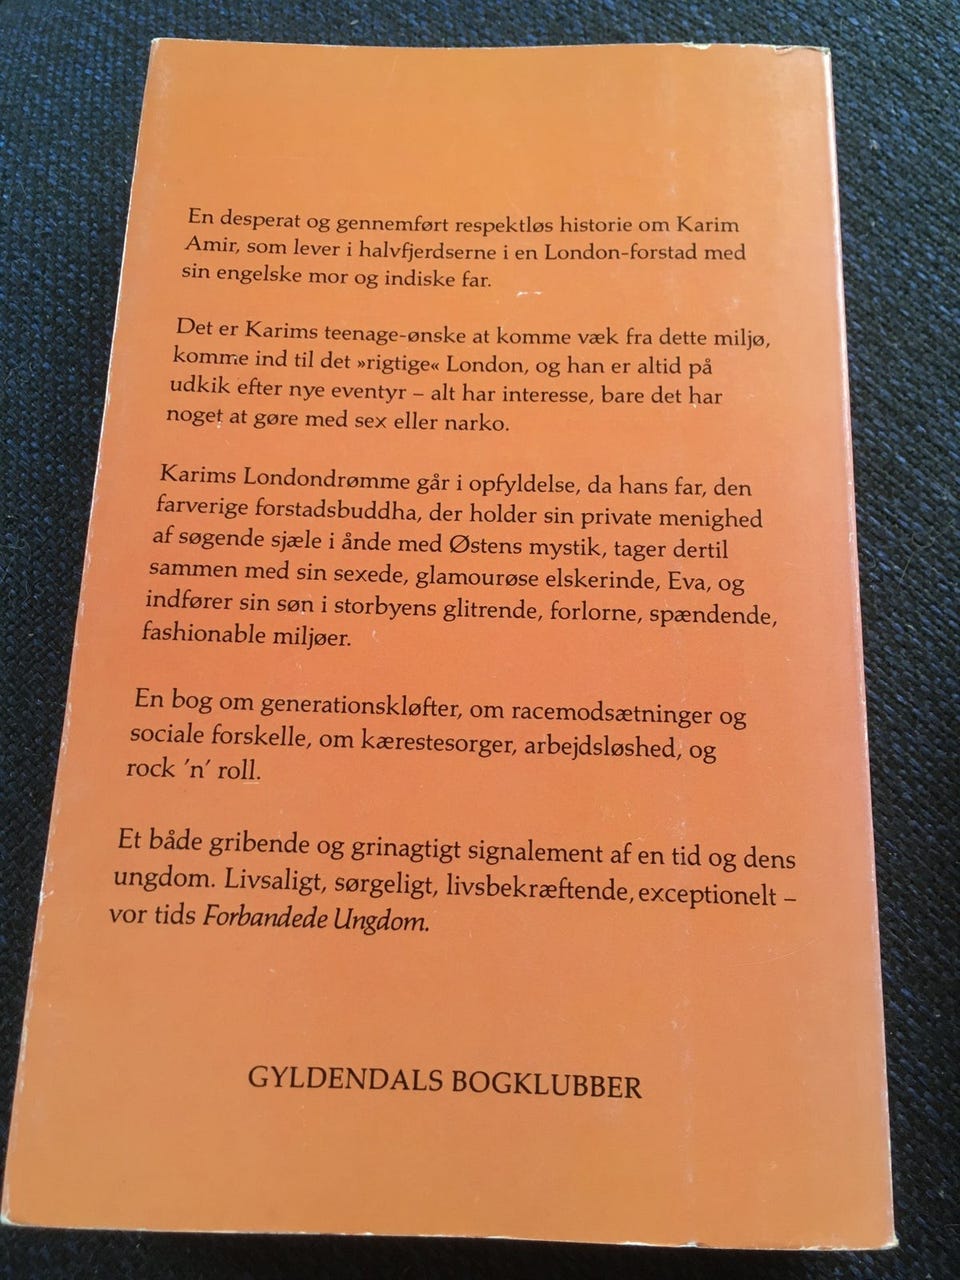 En desperat og gennemført respektløs historie om Karim
Amir, som lever i halvfjerdserne i en London-forstad med
sin engelske mor og indiske far.
Det er Karims teenage-ønske at komme væk fra dette miljø,
komme ind til det »rigtige« London, og han er altid på
udkik efter nye eventyr – alt har interesse, bare det har
noget at gøre med sex eller narko.
Karims Londondrømme går i opfyldelse, da hans far, den
farverige forstadsbuddha, der holder sin private menighed
af søgende sjæle i ånde med Østens mystik, tager dertil
sammen med sin sexede, glamourøse elskerinde, Eva, og
indfører sin søn i storbyens glitrende, forlorne, spændende,
fashionable miljøer.
En bog om generationskløfter, om racemodsætninger og
sociale forskelle, om kærestesorger, arbejdsløshed, og
rock 'n' roll.
Et både gribende og grinagtigt signalement af en tid og dens
ungdom. Livsaligt, sørgeligt, livsbekræftende, exceptionelt –
vor tids Forbandede Ungdom.
GYLDENDALS BOGKLUBBER